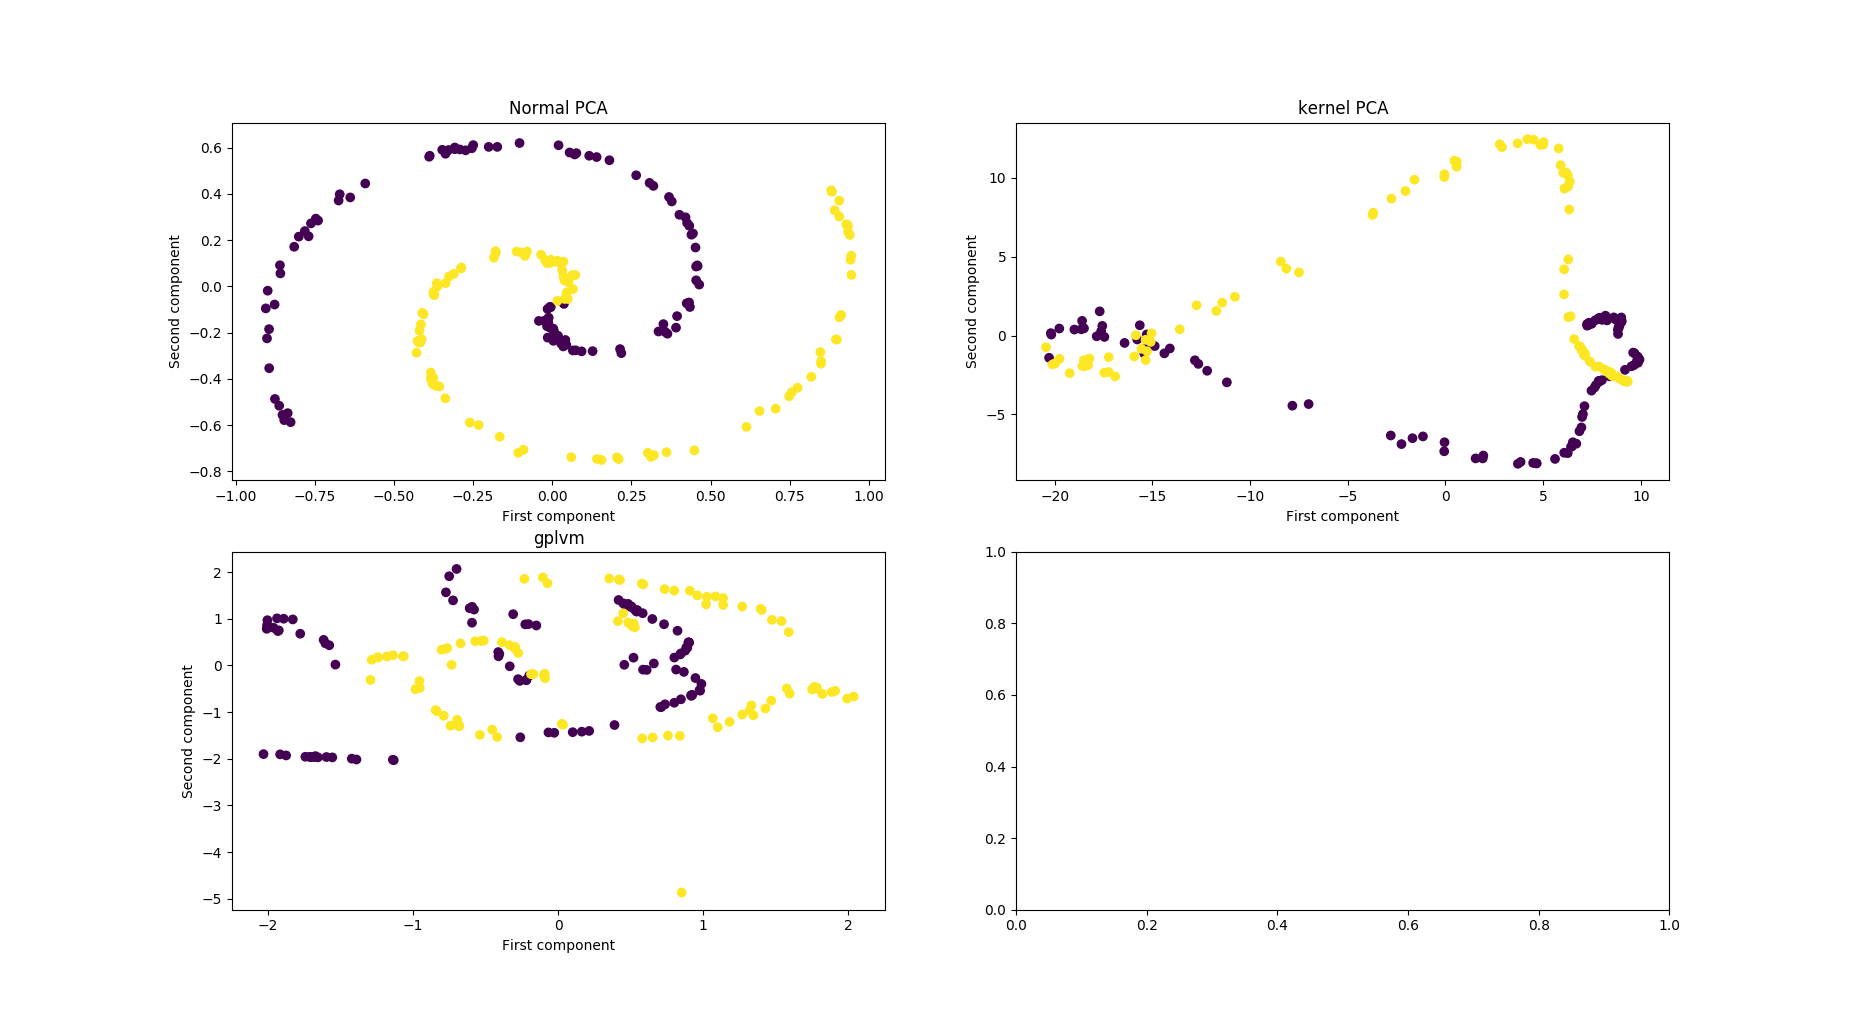 Normal PCA
0.6
0.4
0.2
0.0
−0.2
−0.4
−0.6
−0.8
Second component
−1.00 −0.75 −0.50 −0.25 0.00 0.25 0.50 0.75 1.00
First component
kernel PCA
10
5
0
−5
Second component
−20 −15 −10 −5 0 5 10
First component
gplvm
2
1
0
−1
−2
−3
−4
−5
Second component
−2 −1 0 1 2
First component
1.0
0.8
0.6
0.4
0.2
0.0
0.0 0.2 0.4 0.6 0.8 1.0